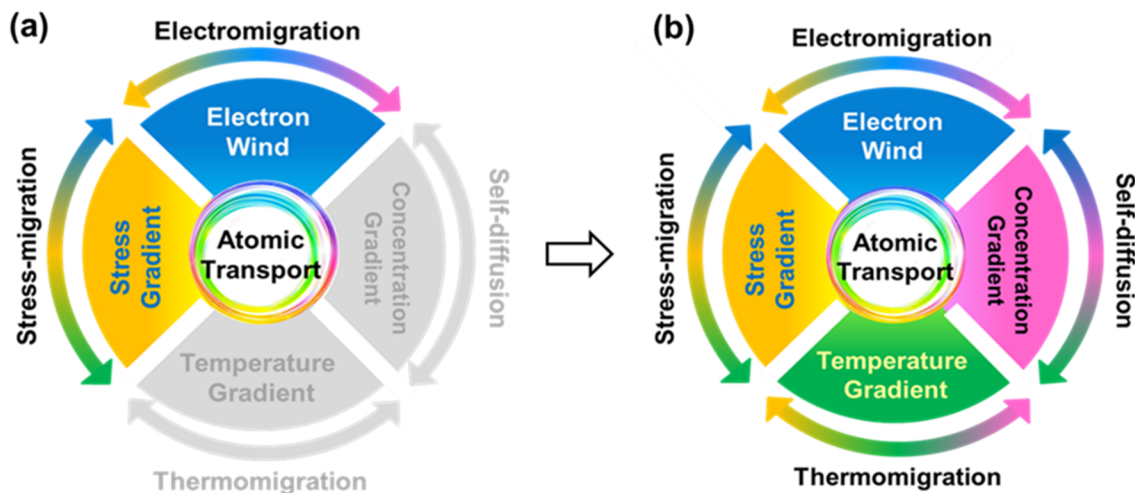 (a)
Electromigration
Electron
Wind
Stress-migration
Stress
Gradient
Atomic
Transport
Concentration
Gradient
Self-diffusion
Temperature
Gradient
Thermomigration
(b)
Electromigration
Electron
Wind
Stress-migration
Stress
Gradient
Atomic
Transport
Concentration
Gradient
Self-diffusion
Temperature
Gradient
Thermomigration